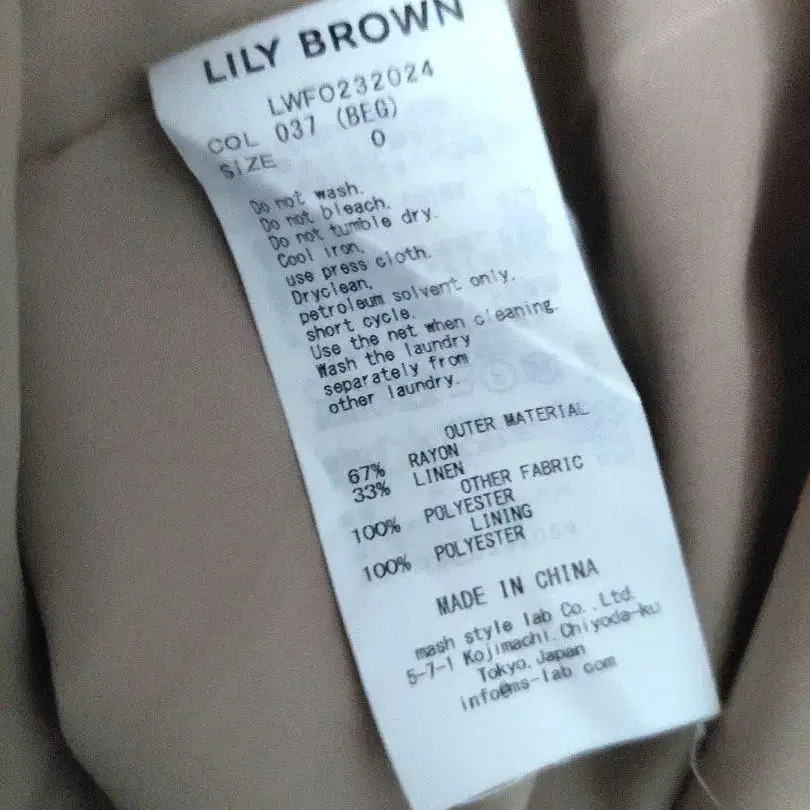 LILY BROWN
LWFO232024
COL 037 (BEG)
SIZE 0
Do not wash.
Do not bleach.
Do not tumble dry.
Cool iron.
use press cloth.
Dryclean.
petroleum solvent only.
short cycle.
Use the net when cleaning.
Wash the laundry
separately from
other laundry.
OUTER MATERIAL
67% RAYON
33% LINEN
OTHER FABRIC
100% POLYESTER
LINING
100% POLYESTER
MADE IN CHINA
mash style lab Co.,Ltd.
5-7-1 Kojimachi.Chiyoda-ku
Tokyo.Japan
info@ms-lab.com